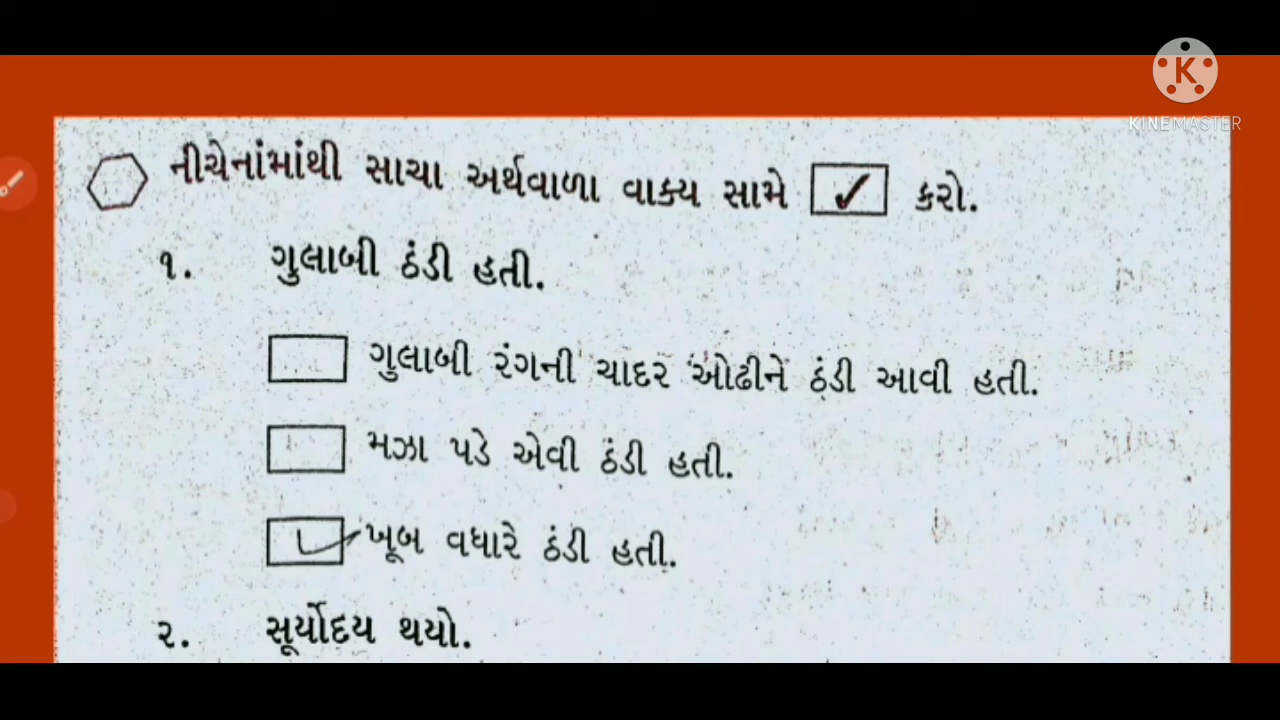 K
KINEMASTER
નીચેનાંમાંથી સાચા અર્થવાળા વાક્ય સામે ✓ કરો.
૧. ગુલાબી ઠંડી હતી.
ગુલાબી રંગની ચાદર ઓઢીને ઠંડી આવી હતી.
મઝા પડે એવી ઠંડી હતી.
ખૂબ વધારે ઠંડી હતી.
૨. સૂર્યોદય થયો.